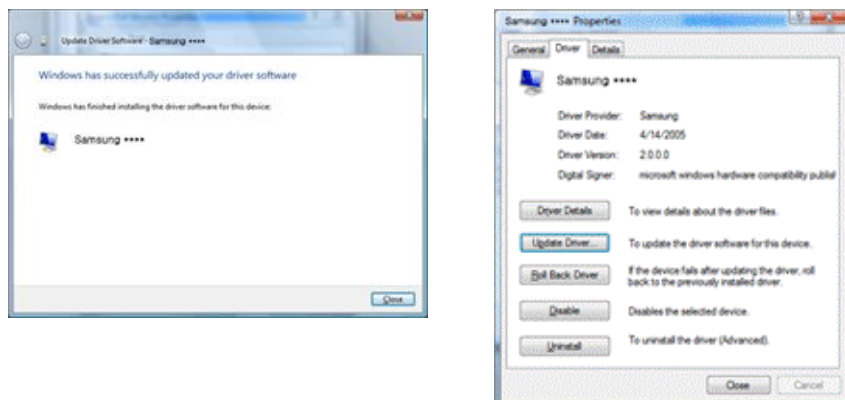 Update Driver Software - Samsung ••••
Windows has successfully updated your driver software
Windows has finished installing the driver software for this device:
Samsung ••••
Close
Samsung •••• Properties
General Driver Details
Samsung ••••
Driver Provider: Samsung
Driver Date: 4/14/2005
Driver Version: 2.0.0.0
Digital Signer: microsoft windows hardware compatibility publis
Driver Details To view details about the driver files.
Update Driver... To update the driver software for this device.
Roll Back Driver If the device fails after updating the driver, roll
back to the previously installed driver.
Disable Disables the selected device.
Uninstall To uninstall the driver (Advanced).
Close Cancel